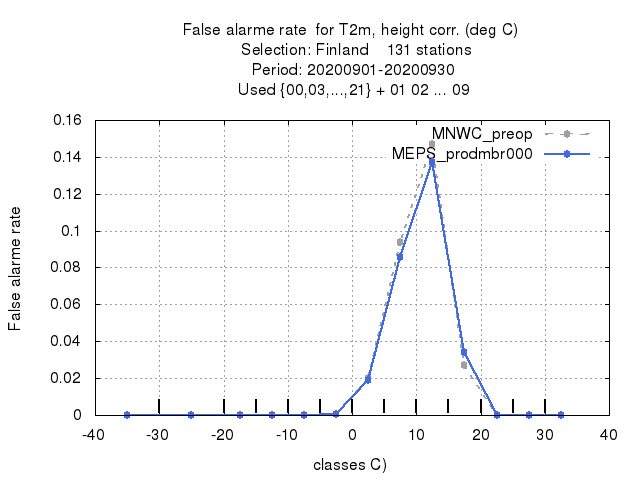 False alarme rate  for T2m, height corr. (deg C)
Selection: Finland    131 stations
Period: 20200901-20200930
Used {00,03,...,21} + 01 02 ... 09
MNWC_preop
MEPS_prodmbr000
False alarme rate
0.16
0.14
0.12
0.1
0.08
0.06
0.04
0.02
0
-40 -30 -20 -10 0 10 20 30 40
classes C)